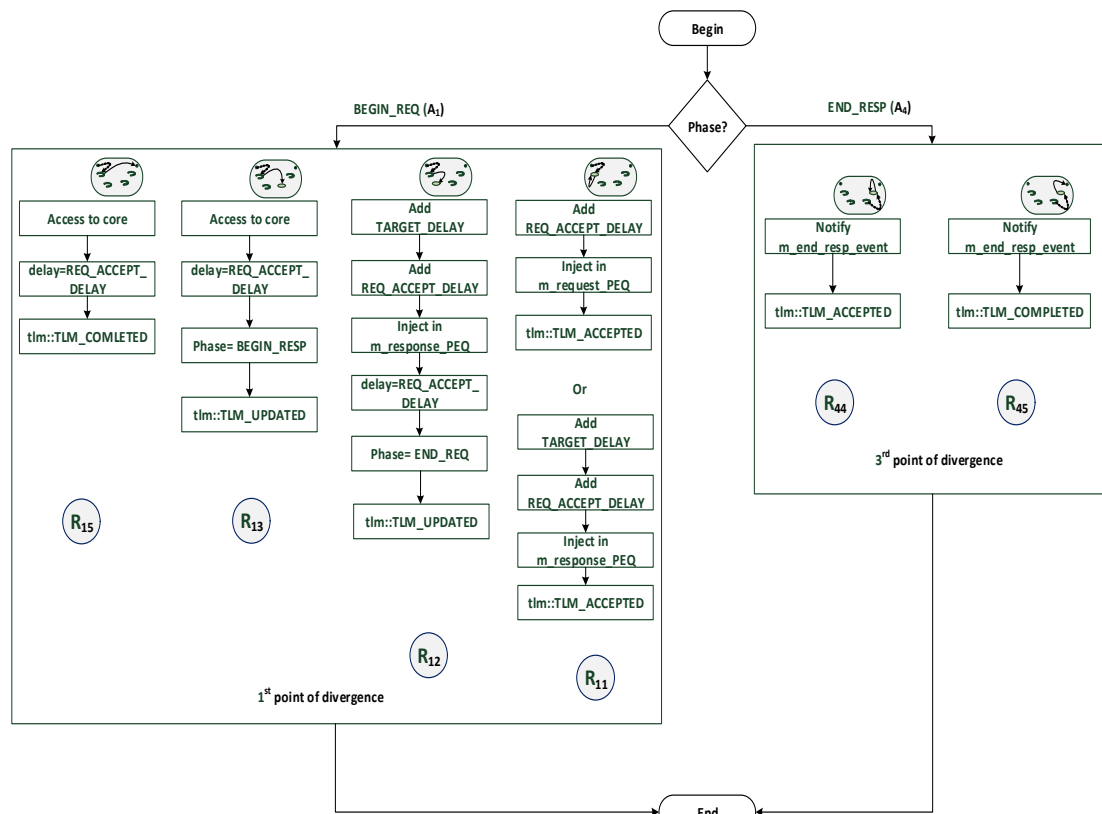 Begin
Phase?
BEGIN_REQ (A1)
END_RESP (A4)
Access to core
delay=REQ_ACCEPT_
DELAY
tlm::TLM_COMLETED
R15
Access to core
delay=REQ_ACCEPT_
DELAY
Phase= BEGIN_RESP
tlm::TLM_UPDATED
R13
Add
TARGET_DELAY
Add
REQ_ACCEPT_DELAY
Inject in
m_response_PEQ
delay=REQ_ACCEPT_
DELAY
Phase= END_REQ
tlm::TLM_UPDATED
R12
Add
REQ_ACCEPT_DELAY
Inject in
m_request_PEQ
tlm::TLM_ACCEPTED
Or
Add
TARGET_DELAY
Add
REQ_ACCEPT_DELAY
Inject in
m_response_PEQ
tlm::TLM_ACCEPTED
R11
1st point of divergence
Notify
m_end_resp_event
tlm::TLM_ACCEPTED
R44
Notify
m_end_resp_event
tlm::TLM_COMPLETED
R45
3rd point of divergence
End